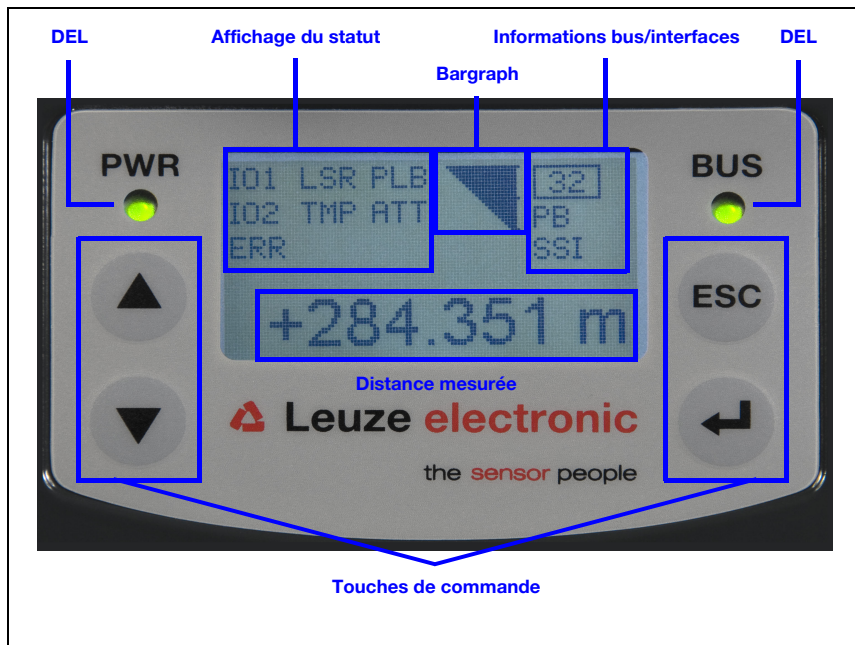 DEL Affichage du statut Informations bus/interfaces DEL
Bargraph
PWR BUS
IO1 LSR PLB 32
IO2 TMP ATT PB
ERR SSI
ESC
+284.351 m
Distance mesurée
Leuze electronic
the sensor people
Touches de commande